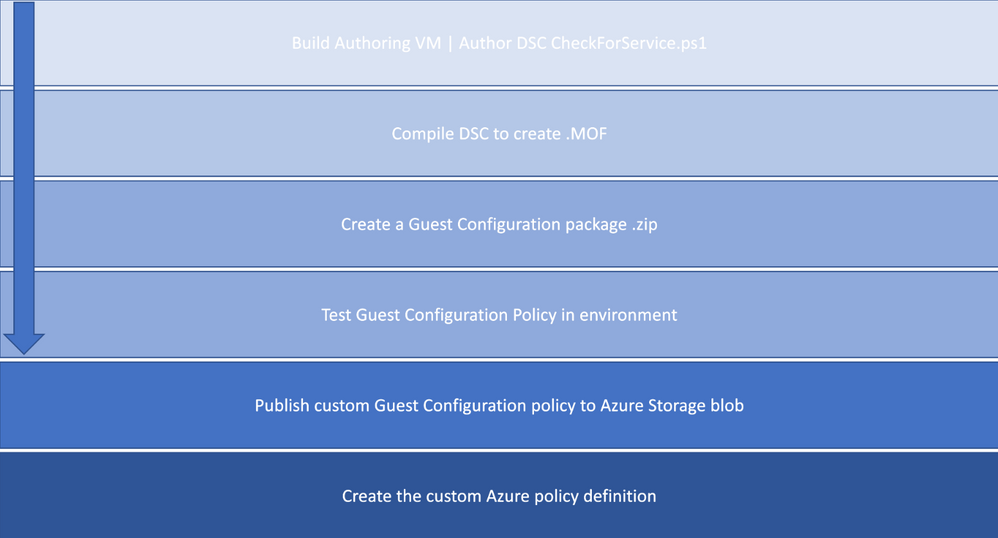 Build Authoring VM | Author DSC CheckForService.ps1
Compile DSC to create .MOF
Create a Guest Configuration package .zip
Test Guest Configuration Policy in environment
Publish custom Guest Configuration policy to Azure Storage blob
Create the custom Azure policy definition